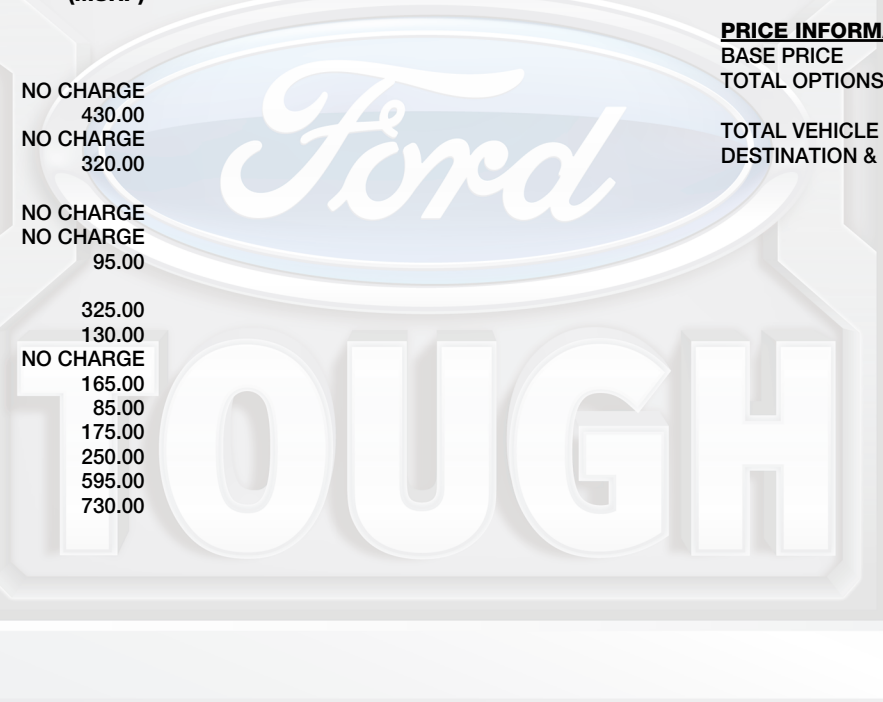 NO CHARGE
430.00
NO CHARGE
320.00
NO CHARGE
NO CHARGE
95.00
325.00
130.00
NO CHARGE
165.00
85.00
175.00
250.00
595.00
730.00
PRICE INFORM
BASE PRICE
TOTAL OPTIONS
TOTAL VEHICLE
DESTINATION &
Ford
TOUGH